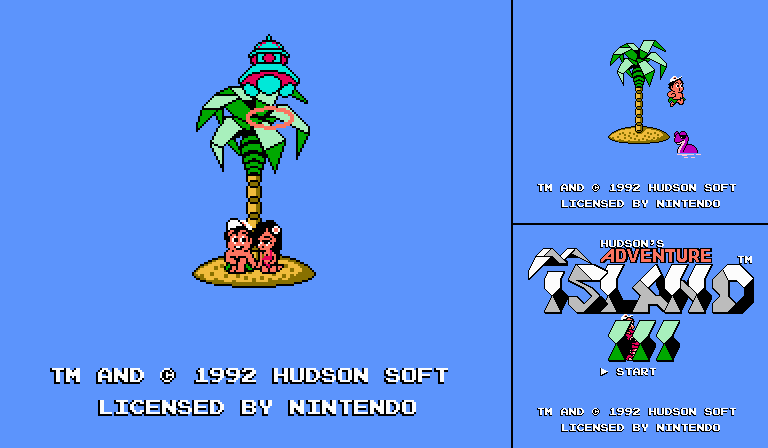 TM AND © 1992 HUDSON SOFT
LICENSED BY NINTENDO
TM AND © 1992 HUDSON SOFT
LICENSED BY NINTENDO
HUDSON'S
ADVENTURE TM
ISLAND
III
▶ START
TM AND © 1992 HUDSON SOFT
LICENSED BY NINTENDO